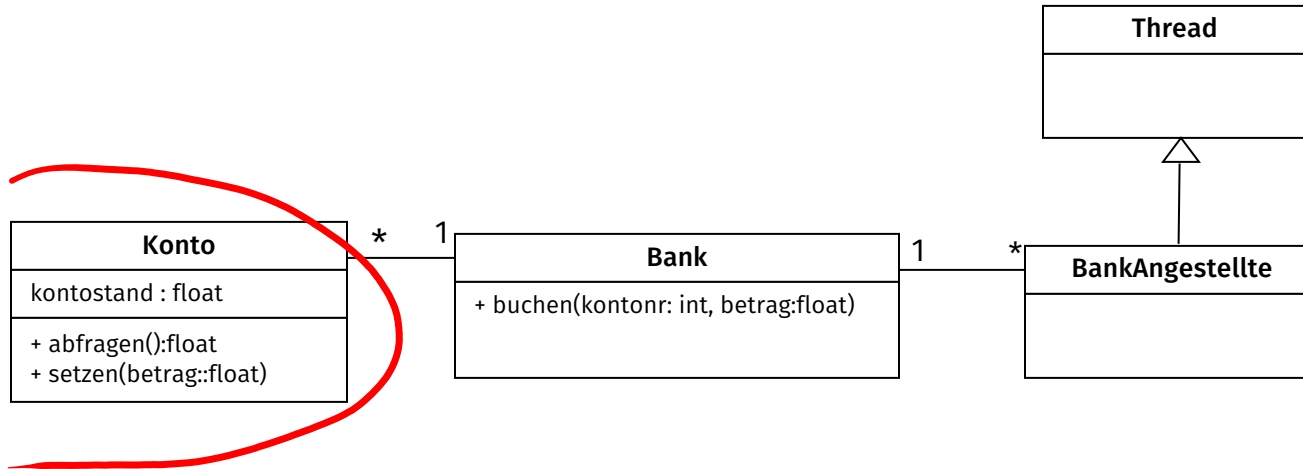 Thread
Konto
kontostand : float
+ abfragen():float
+ setzen(betrag::float)
*
1
Bank
+ buchen(kontonr: int, betrag:float)
1
*
BankAngestellte